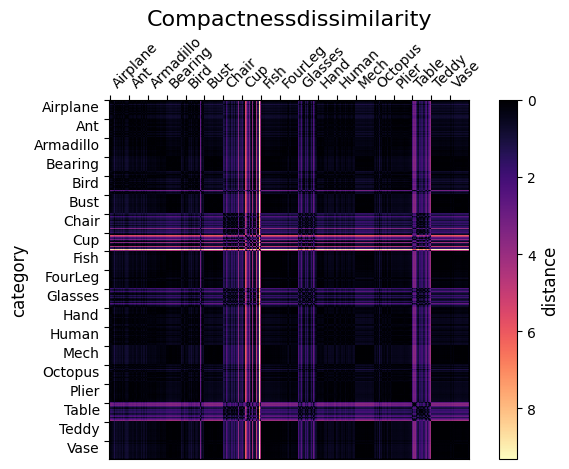 Compactnessdissimilarity
Airplane
Ant
Armadillo
Bearing
Bird
Bust
Chair
Cup
Fish
FourLeg
Glasses
Hand
Human
Mech
Octopus
Plier
Table
Teddy
Vase
Airplane
Ant
Armadillo
Bearing
Bird
Bust
Chair
Cup
Fish
FourLeg
Glasses
Hand
Human
Mech
Octopus
Plier
Table
Teddy
Vase
category
0
2
4
6
8
distance